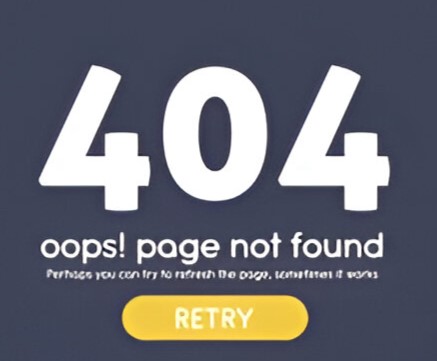 404
oops! page not found
Perhaps you can try to refresh the page, sometimes it works
RETRY